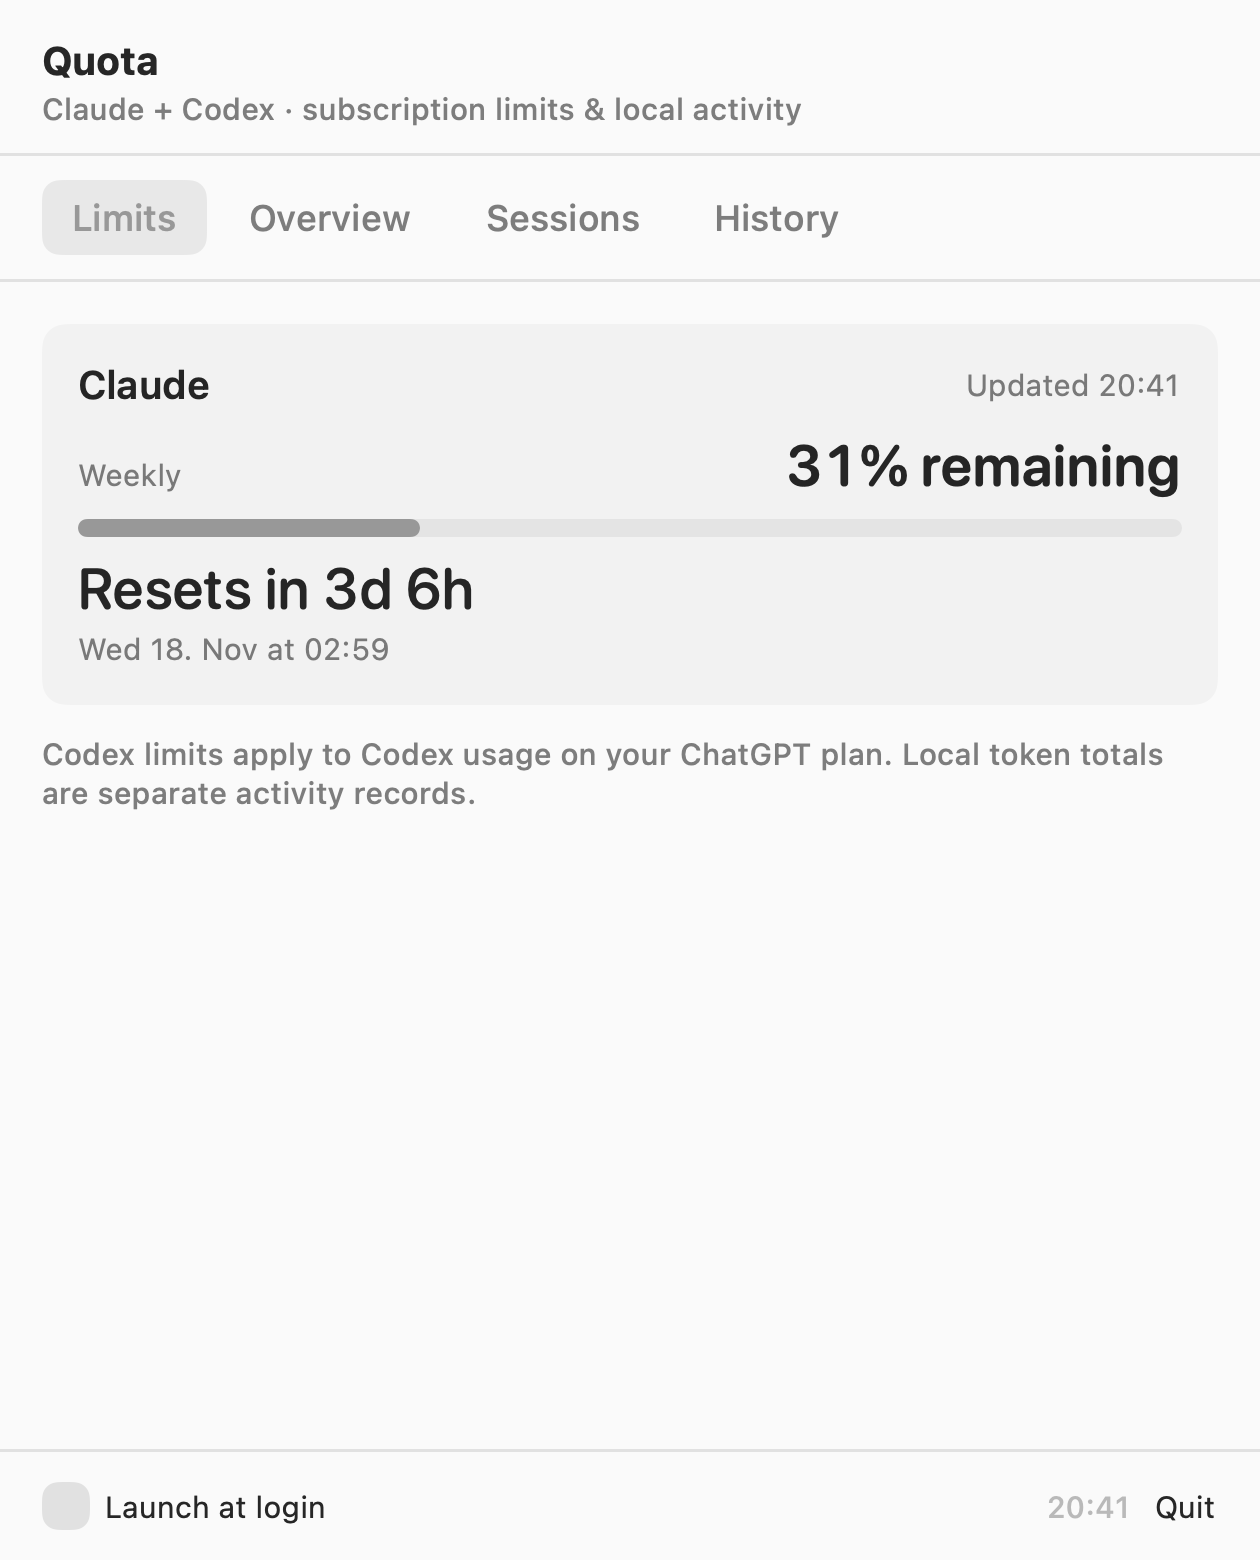 Quota
Claude + Codex · subscription limits & local activity
Limits Overview Sessions History
Claude Updated 20:41
Weekly 31% remaining
Resets in 3d 6h
Wed 18. Nov at 02:59
Codex limits apply to Codex usage on your ChatGPT plan. Local token totals
are separate activity records.
Launch at login 20:41 Quit